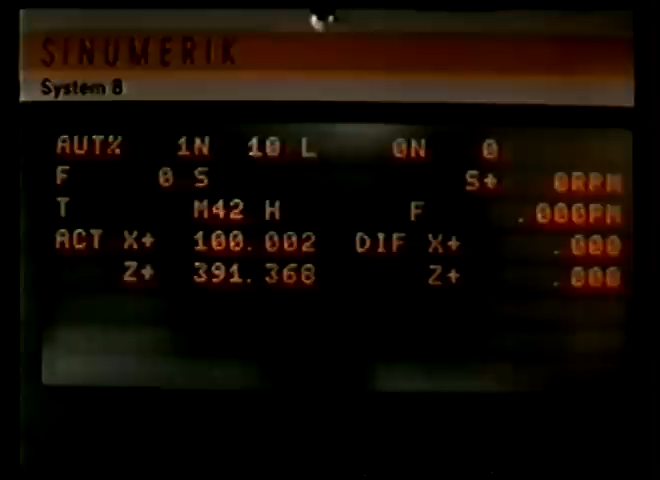 SINUMERIK
System 8
AUT% 1N 10 L 0N 0
F 0 S S+ 0RPM
T M42 H F .000PM
ACT X+ 100.002 DIF X+ .000
Z+ 391.368 Z+ .000